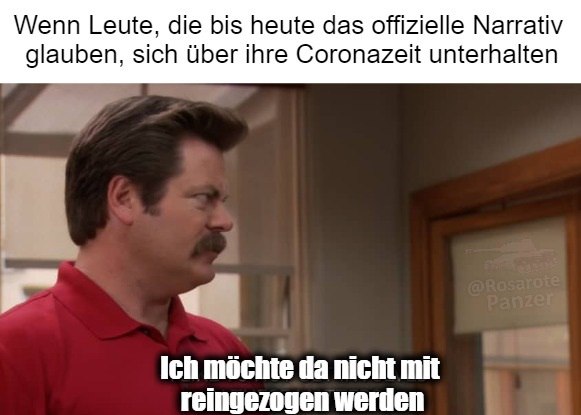 Wenn Leute, die bis heute das offizielle Narrativ
glauben, sich über ihre Coronazeit unterhalten
@Rosarote
Panzer
Ich möchte da nicht mit
reingezogen werden